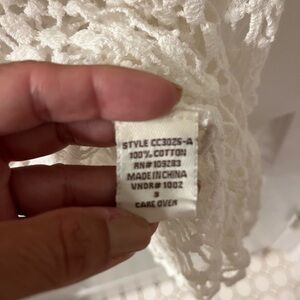 STYLE CC3025-A
100% COTTON
RN# 109283
MADE IN CHINA
VNDR# 1002
S
CARE OVER